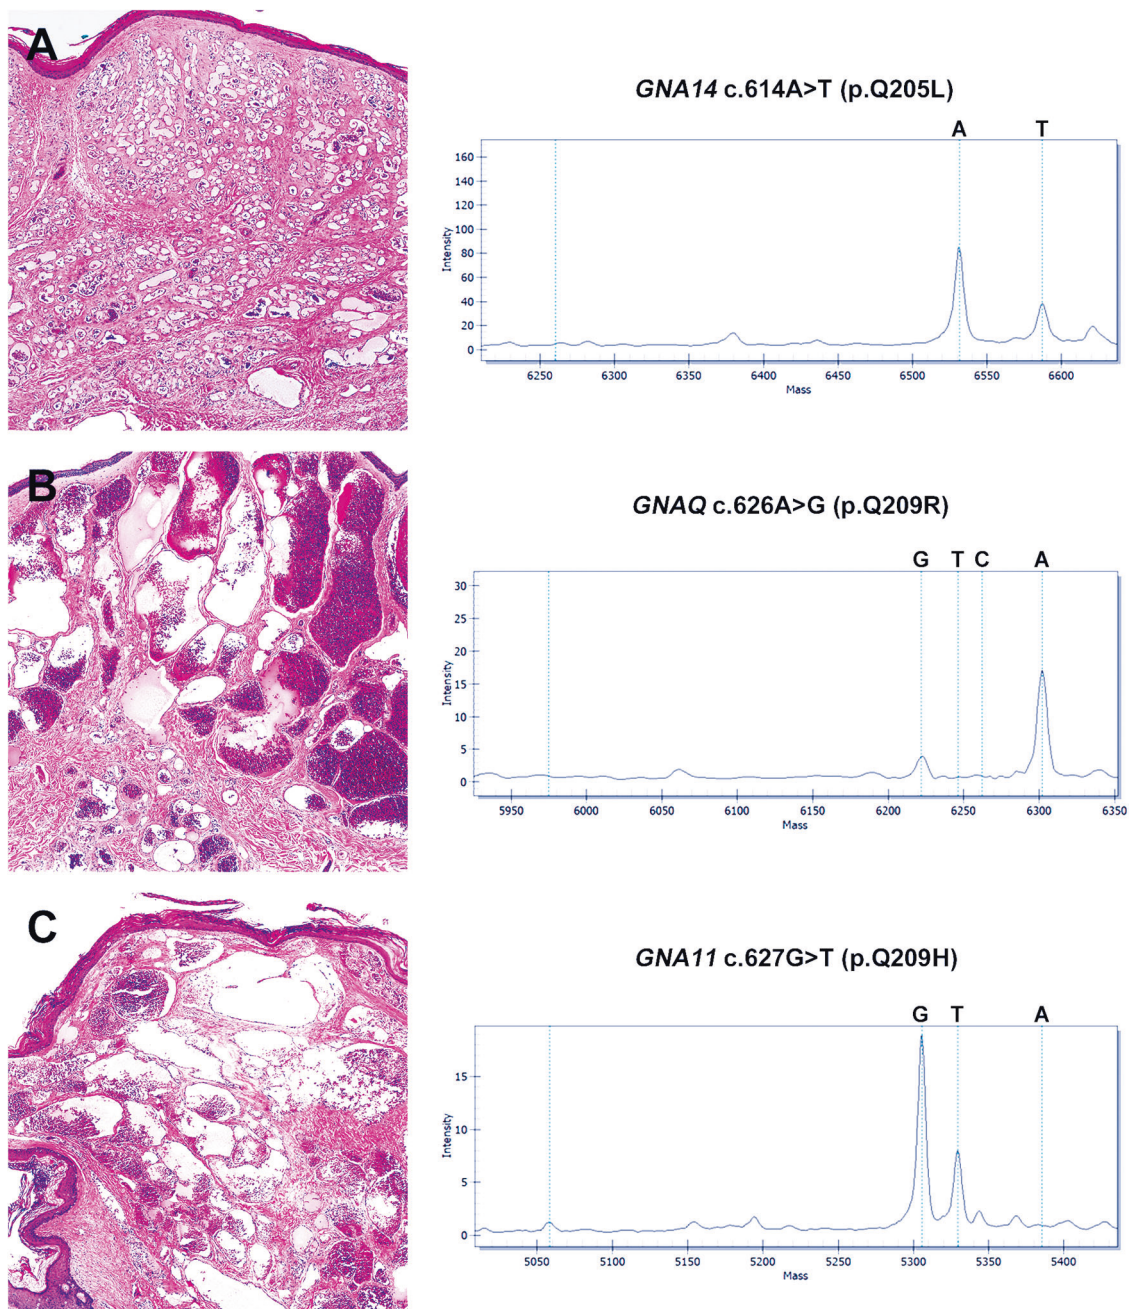 A
GNA14 c.614A>T (p.Q205L)
A T
160
140
120
100
80
60
40
20
0
Intensity
6250 6300 6350 6400 6450 6500 6550 6600
Mass
B
GNAQ c.626A>G (p.Q209R)
G T C A
30
25
20
15
10
5
0
Intensity
5950 6000 6050 6100 6150 6200 6250 6300 6350
Mass
C
GNA11 c.627G>T (p.Q209H)
G T A
15
10
5
0
Intensity
5050 5100 5150 5200 5250 5300 5350 5400
Mass